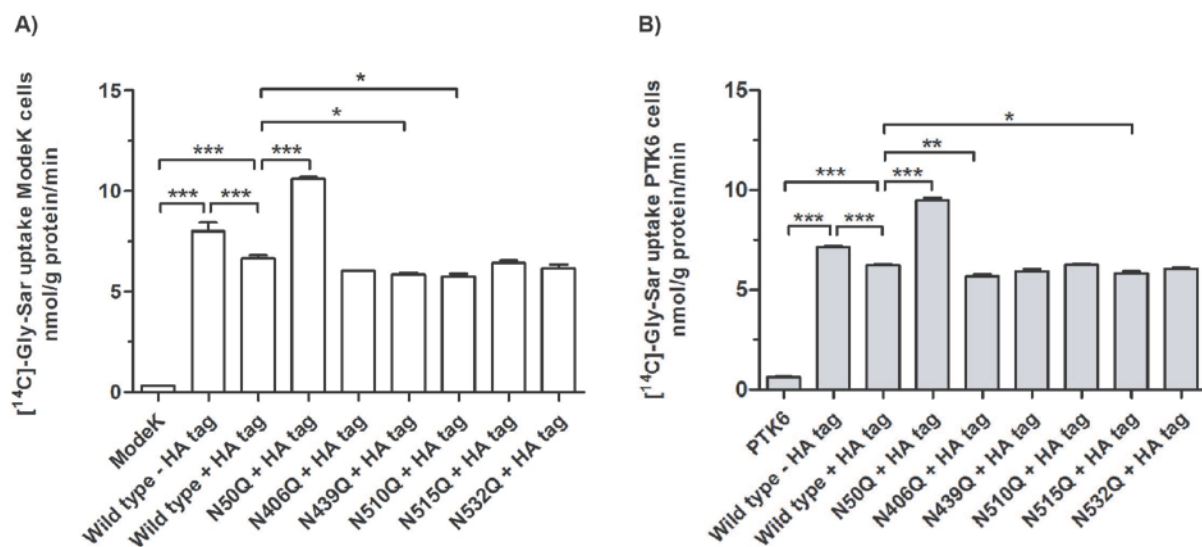 A)
[¹⁴C]-Gly-Sar uptake ModeK cells
nmol/g protein/min
15
10
5
0
*
*
***
***
***
***
ModeK
Wild type - HA tag
Wild type + HA tag
N50Q + HA tag
N406Q + HA tag
N439Q + HA tag
N510Q + HA tag
N515Q + HA tag
N532Q + HA tag
B)
[¹⁴C]-Gly-Sar uptake PTK6 cells
nmol/g protein/min
15
10
5
0
*
**
***
***
***
***
PTK6
Wild type - HA tag
Wild type + HA tag
N50Q + HA tag
N406Q + HA tag
N439Q + HA tag
N510Q + HA tag
N515Q + HA tag
N532Q + HA tag